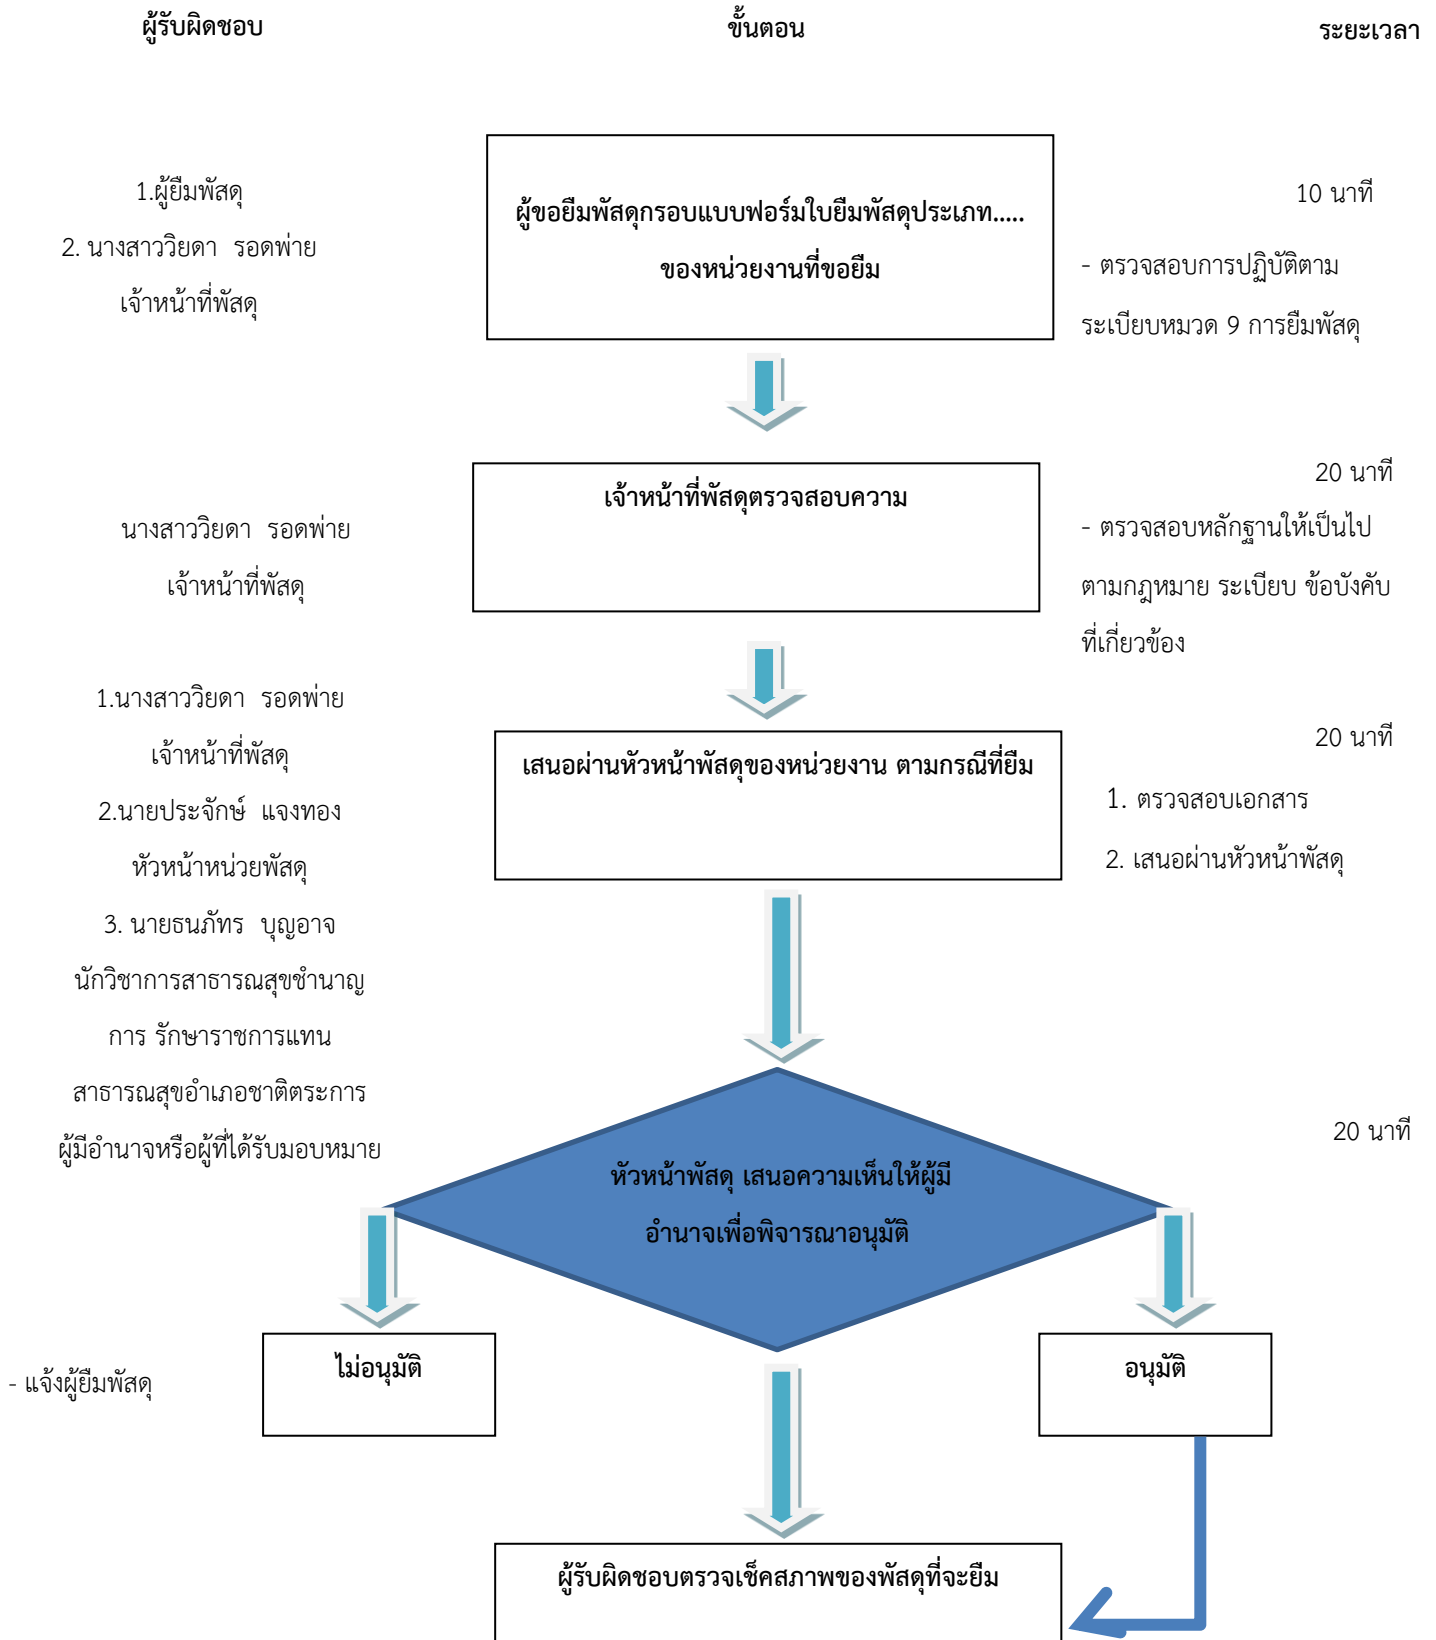 ผู้รับผิดชอบ
ขั้นตอน
ระยะเวลา
1.ผู้ยืมพัสดุ
2. นางสาววิยดา รอดพ่าย
เจ้าหน้าที่พัสดุ
ผู้ขอยืมพัสดุกรอบแบบฟอร์มใบยืมพัสดุประเภท.....
ของหน่วยงานที่ขอยืม
10 นาที
- ตรวจสอบการปฏิบัติตาม
ระเบียบหมวด 9 การยืมพัสดุ
นางสาววิยดา รอดพ่าย
เจ้าหน้าที่พัสดุ
เจ้าหน้าที่พัสดุตรวจสอบความ
20 นาที
- ตรวจสอบหลักฐานให้เป็นไป
ตามกฎหมาย ระเบียบ ข้อบังคับ
ที่เกี่ยวข้อง
1.นางสาววิยดา รอดพ่าย
เจ้าหน้าที่พัสดุ
2.นายประจักษ์ แจงทอง
หัวหน้าหน่วยพัสดุ
3. นายธนภัทร บุญอาจ
นักวิชาการสาธารณสุขชำนาญ
การ รักษาราชการแทน
สาธารณสุขอำเภอชาติตระการ
ผู้มีอำนาจหรือผู้ที่ได้รับมอบหมาย
เสนอผ่านหัวหน้าพัสดุของหน่วยงาน ตามกรณีที่ยืม
20 นาที
1. ตรวจสอบเอกสาร
2. เสนอผ่านหัวหน้าพัสดุ
หัวหน้าพัสดุ เสนอความเห็นให้ผู้มี
อำนาจเพื่อพิจารณาอนุมัติ
20 นาที
- แจ้งผู้ยืมพัสดุ
ไม่อนุมัติ
อนุมัติ
ผู้รับผิดชอบตรวจเช็คสภาพของพัสดุที่จะยืม